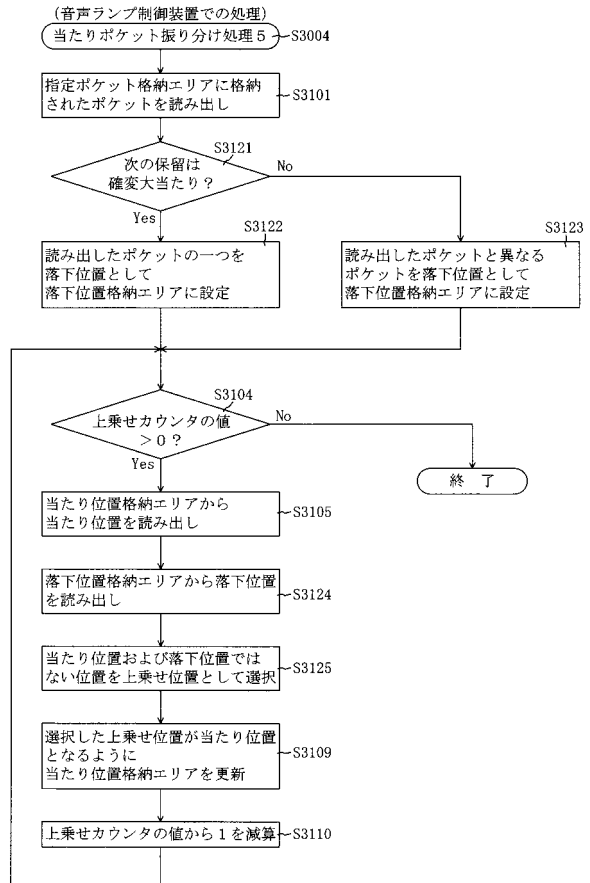 (音声ランプ制御装置での処理)
当たりポケット振り分け処理5
S3004
指定ポケット格納エリアに格納
されたポケットを読み出し
S3101
S3121
次の保留は
確変大当たり?
No
Yes
S3122
読み出したポケットの一つを
落下位置として
落下位置格納エリアに設定
S3123
読み出したポケットと異なる
ポケットを落下位置として
落下位置格納エリアに設定
S3104
上乗せカウンタの値
>0?
No
Yes
終 了
当たり位置格納エリアから
当たり位置を読み出し
S3105
落下位置格納エリアから落下位置
を読み出し
S3124
当たり位置および落下位置では
ない位置を上乗せ位置として選択
S3125
選択した上乗せ位置が当たり位置
となるように
当たり位置格納エリアを更新
S3109
上乗せカウンタの値から1を減算
S3110